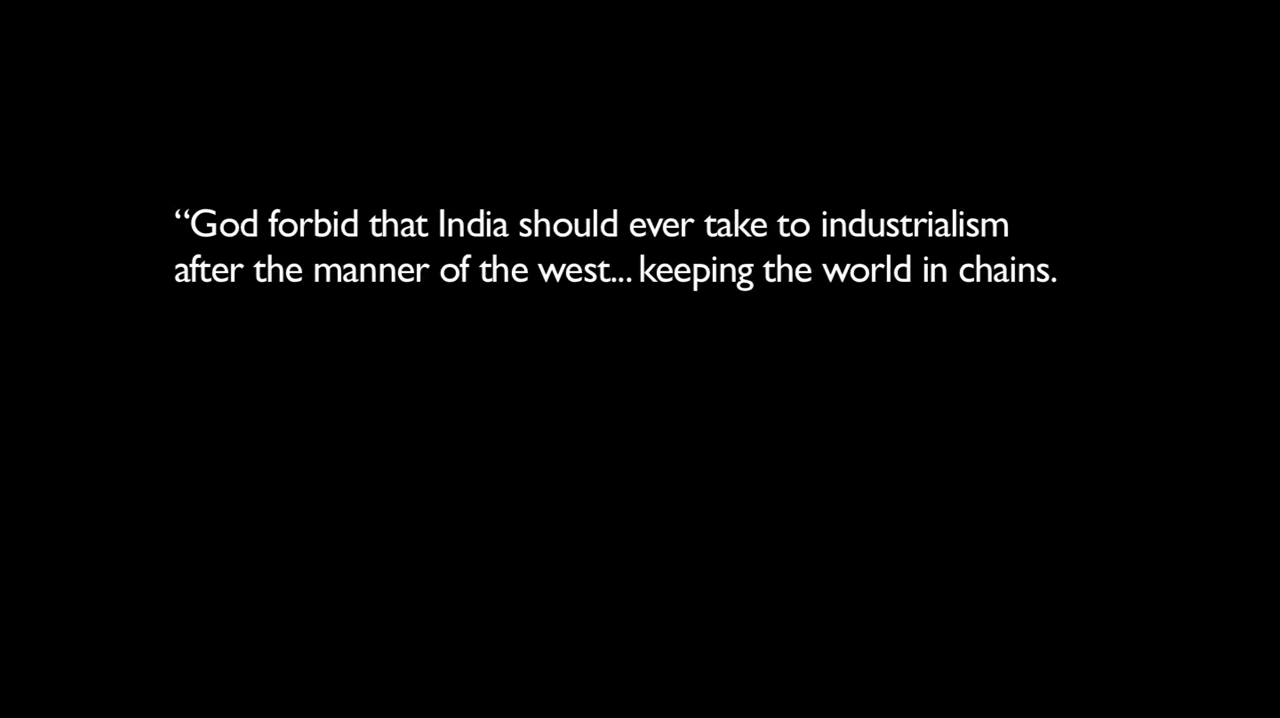 “God forbid that India should ever take to industrialism
after the manner of the west... keeping the world in chains.